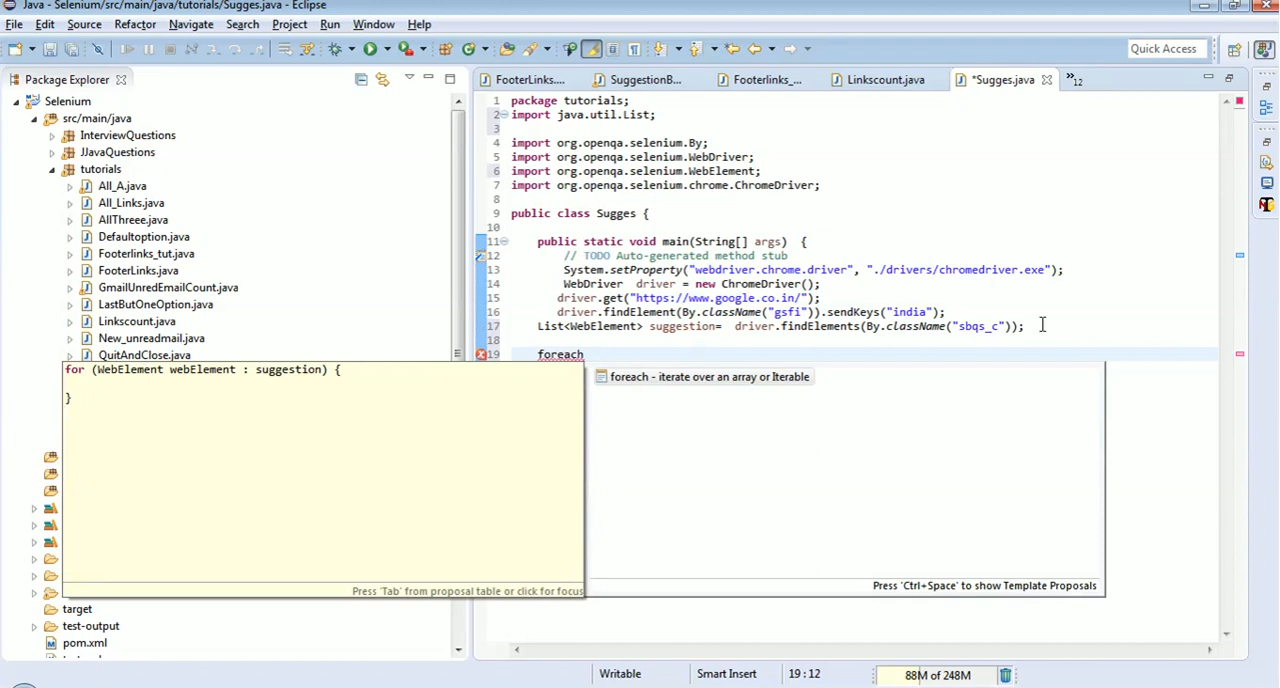 Java - Selenium/src/main/java/tutorials/Sugges.java - Eclipse
File Edit Source Refactor Navigate Search Project Run Window Help
Quick Access
Package Explorer
FooterLinks.... SuggestionB... Footerlinks_... Linkscount.java *Sugges.java »12
Selenium
src/main/java
InterviewQuestions
JJavaQuestions
tutorials
All_A.java
All_Links.java
AllThreee.java
Defaultoption.java
Footerlinks_tut.java
FooterLinks.java
GmailUnredEmailCount.java
LastButOneOption.java
Linkscount.java
New_unreadmail.java
QuitAndClose.java
target
test-output
pom.xml
1 package tutorials;
2 import java.util.List;
3
4 import org.openqa.selenium.By;
5 import org.openqa.selenium.WebDriver;
6 import org.openqa.selenium.WebElement;
7 import org.openqa.selenium.chrome.ChromeDriver;
8
9 public class Sugges {
10
11 public static void main(String[] args) {
12 // TODO Auto-generated method stub
13 System.setProperty("webdriver.chrome.driver", "./drivers/chromedriver.exe");
14 WebDriver driver = new ChromeDriver();
15 driver.get("https://www.google.co.in/");
16 driver.findElement(By.className("gsfi")).sendKeys("india");
17 List<WebElement> suggestion= driver.findElements(By.className("sbqs_c"));
18
19 foreach
for (WebElement webElement : suggestion) {
}
Press 'Tab' from proposal table or click for focus
foreach - iterate over an array or Iterable
Press 'Ctrl+Space' to show Template Proposals
Writable Smart Insert 19:12 88M of 248M